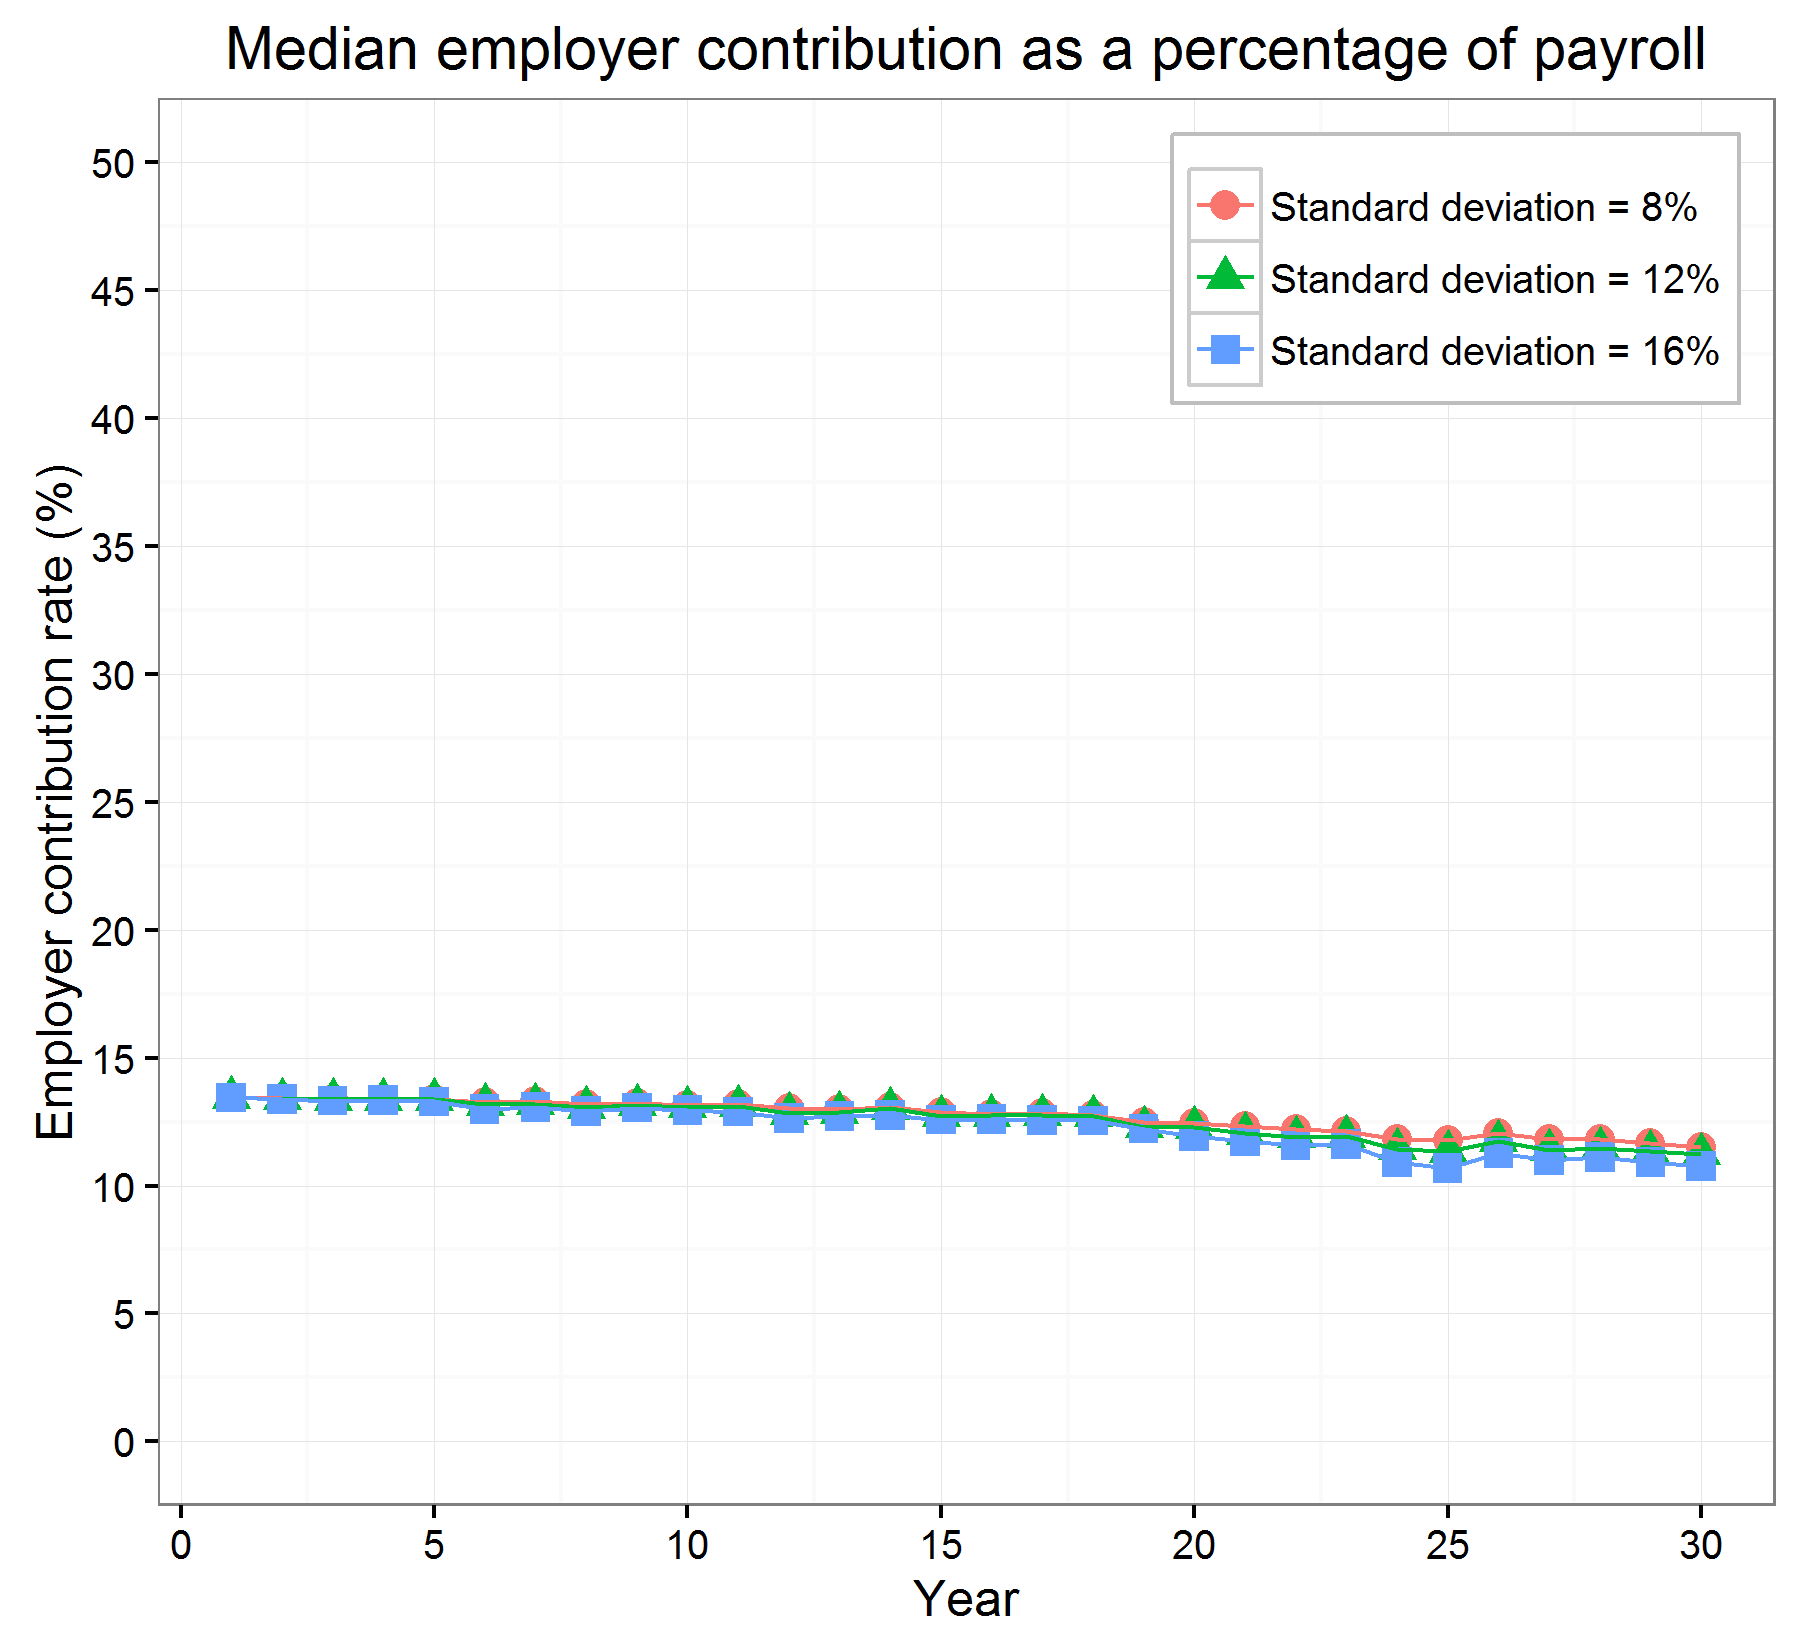 Median employer contribution as a percentage of payroll
Employer contribution rate (%)
50
45
40
35
30
25
20
15
10
5
0
Standard deviation = 8%
Standard deviation = 12%
Standard deviation = 16%
0 5 10 15 20 25 30
Year